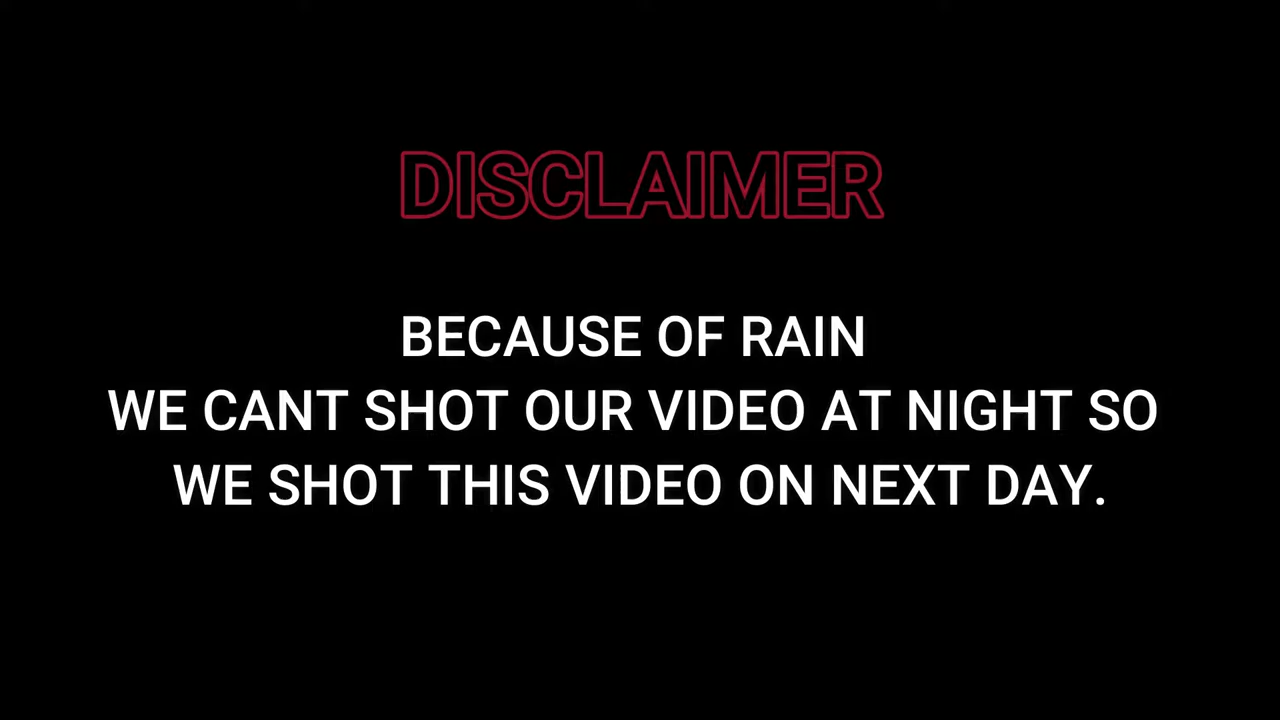 DISCLAIMER
BECAUSE OF RAIN
WE CANT SHOT OUR VIDEO AT NIGHT SO
WE SHOT THIS VIDEO ON NEXT DAY.